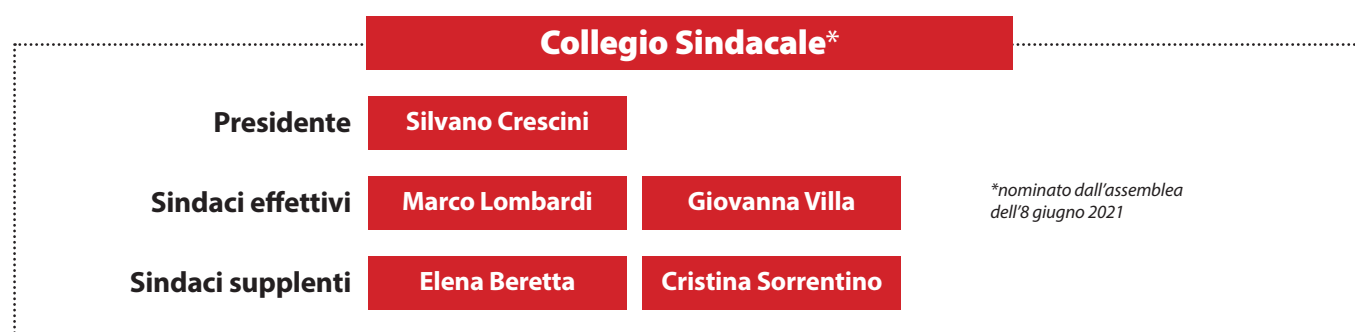 Collegio Sindacale*
Presidente Silvano Crescini
Sindaci effettivi Marco Lombardi Giovanna Villa
*nominato dall’assemblea
dell’8 giugno 2021
Sindaci supplenti Elena Beretta Cristina Sorrentino